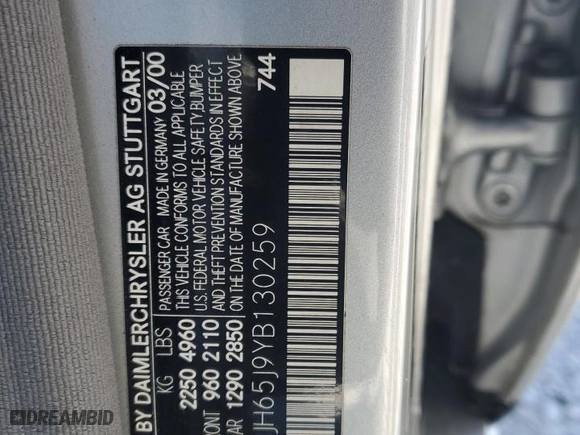 BY DAIMLERCHRYSLER AG STUTTGART
PASSENGER CAR MADE IN GERMANY 03/00
KG LBS
THIS VEHICLE CONFORMS TO ALL APPLICABLE
2250 4960
U.S. FEDERAL MOTOR VEHICLE SAFETY BUMPER
ONT 960 2110
AND THEFT PREVENTION STANDARDS IN EFFECT
AR 1290 2850
ON THE DATE OF MANUFACTURE SHOWN ABOVE
744
JH65J9YB130259
DREAMBID